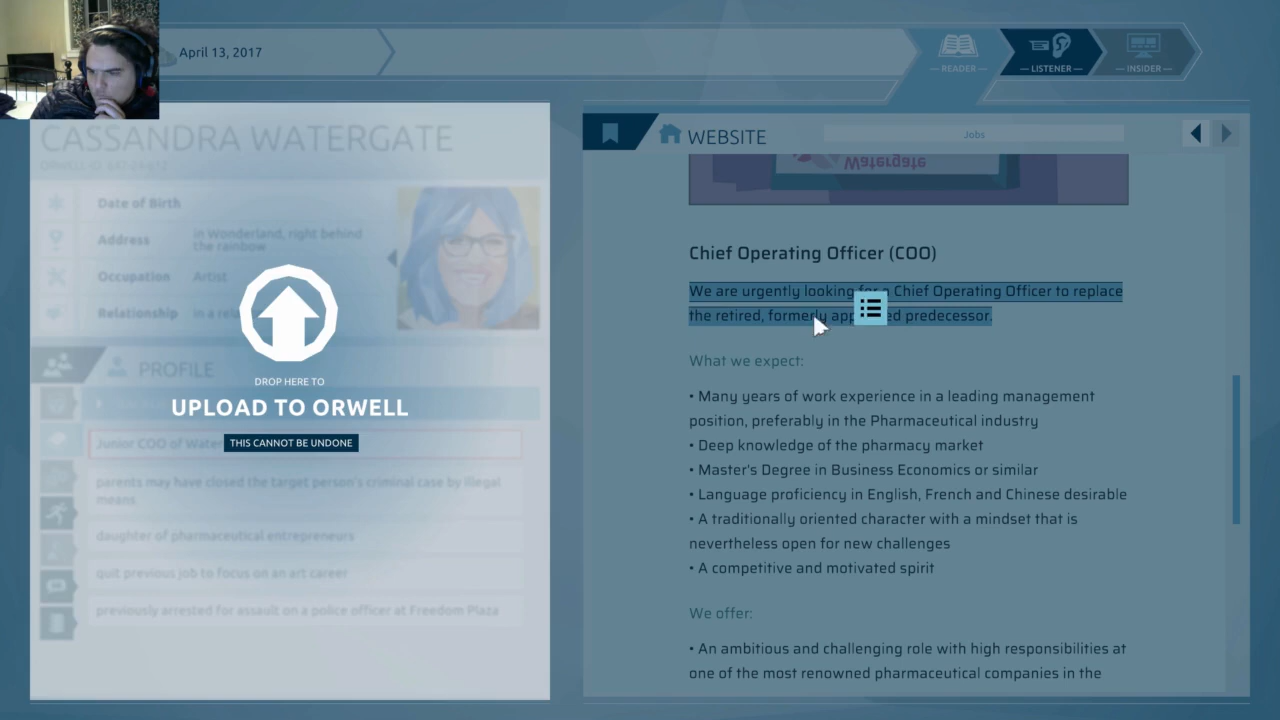 April 13, 2017
— READER —
— LISTENER —
— INSIDER —
CASSANDRA WATERGATE
Date of Birth
Address
in Wonderland, right behind
the rainbow
Occupation
Artist
Relationship
in a rela
PROFILE
Junior COO of Water
parents may have closed the target person's criminal case by illegal
means
daughter of pharmaceutical entrepreneurs
quit previous job to focus on an art career
previously arrested for assault on a police officer at Freedom Plaza
DROP HERE TO
UPLOAD TO ORWELL
THIS CANNOT BE UNDONE
WEBSITE
Jobs
Watergate
Chief Operating Officer (COO)
We are urgently looking for a Chief Operating Officer to replace
the retired, formerly app ed predecessor.
What we expect:
• Many years of work experience in a leading management
position, preferably in the Pharmaceutical industry
• Deep knowledge of the pharmacy market
• Master's Degree in Business Economics or similar
• Language proficiency in English, French and Chinese desirable
• A traditionally oriented character with a mindset that is
nevertheless open for new challenges
• A competitive and motivated spirit
We offer:
• An ambitious and challenging role with high responsibilities at
one of the most renowned pharmaceutical companies in the